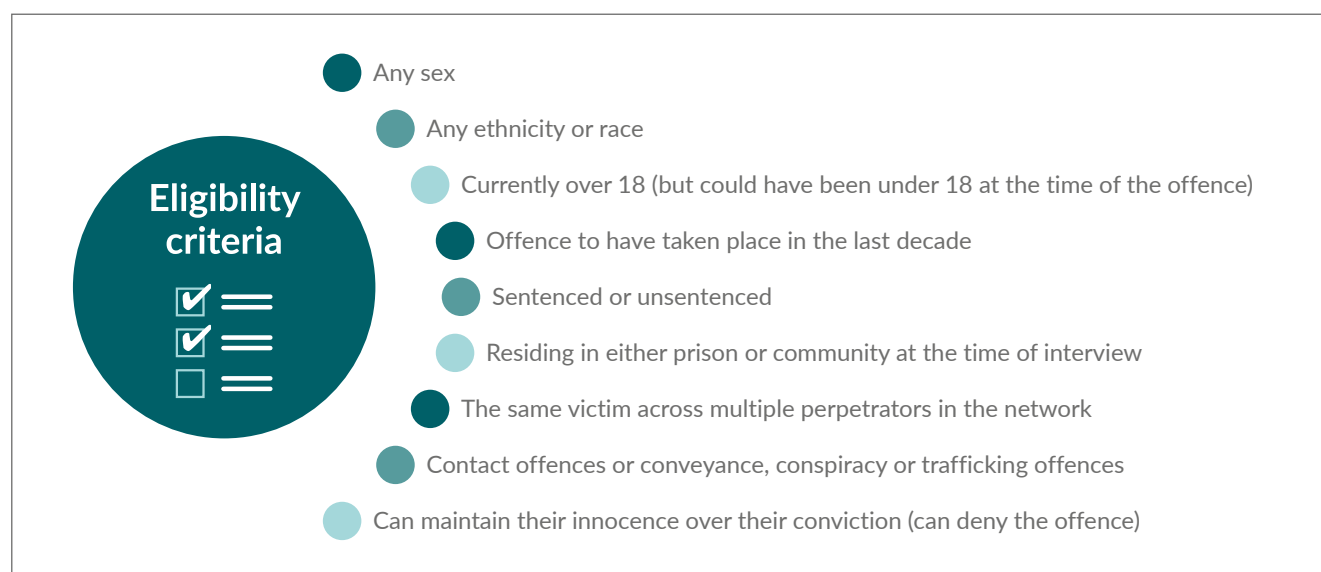 Eligibility
criteria
Any sex
Any ethnicity or race
Currently over 18 (but could have been under 18 at the time of the offence)
Offence to have taken place in the last decade
Sentenced or unsentenced
Residing in either prison or community at the time of interview
The same victim across multiple perpetrators in the network
Contact offences or conveyance, conspiracy or trafficking offences
Can maintain their innocence over their conviction (can deny the offence)